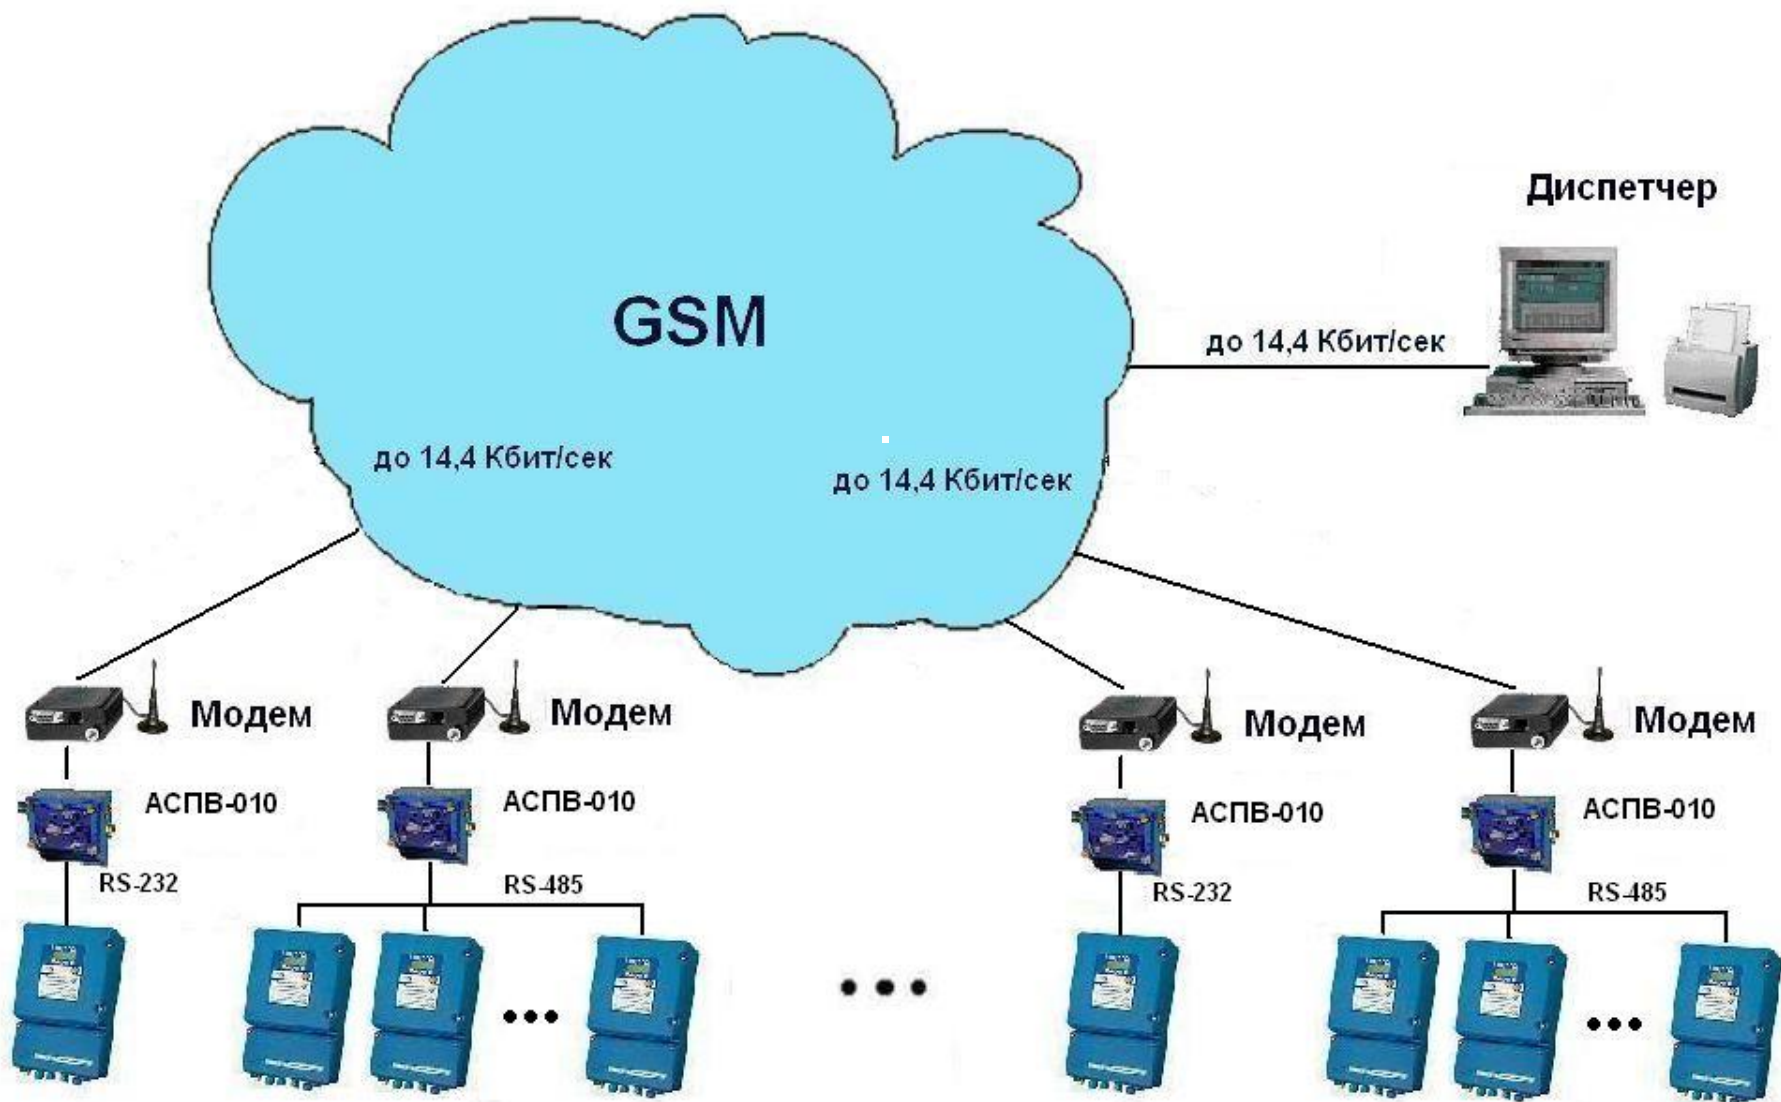 Диспетчер
GSM
до 14,4 Кбит/сек
до 14,4 Кбит/сек
до 14,4 Кбит/сек
Модем
Модем
Модем
Модем
АСПВ-010
АСПВ-010
АСПВ-010
АСПВ-010
RS-232
RS-485
RS-232
RS-485